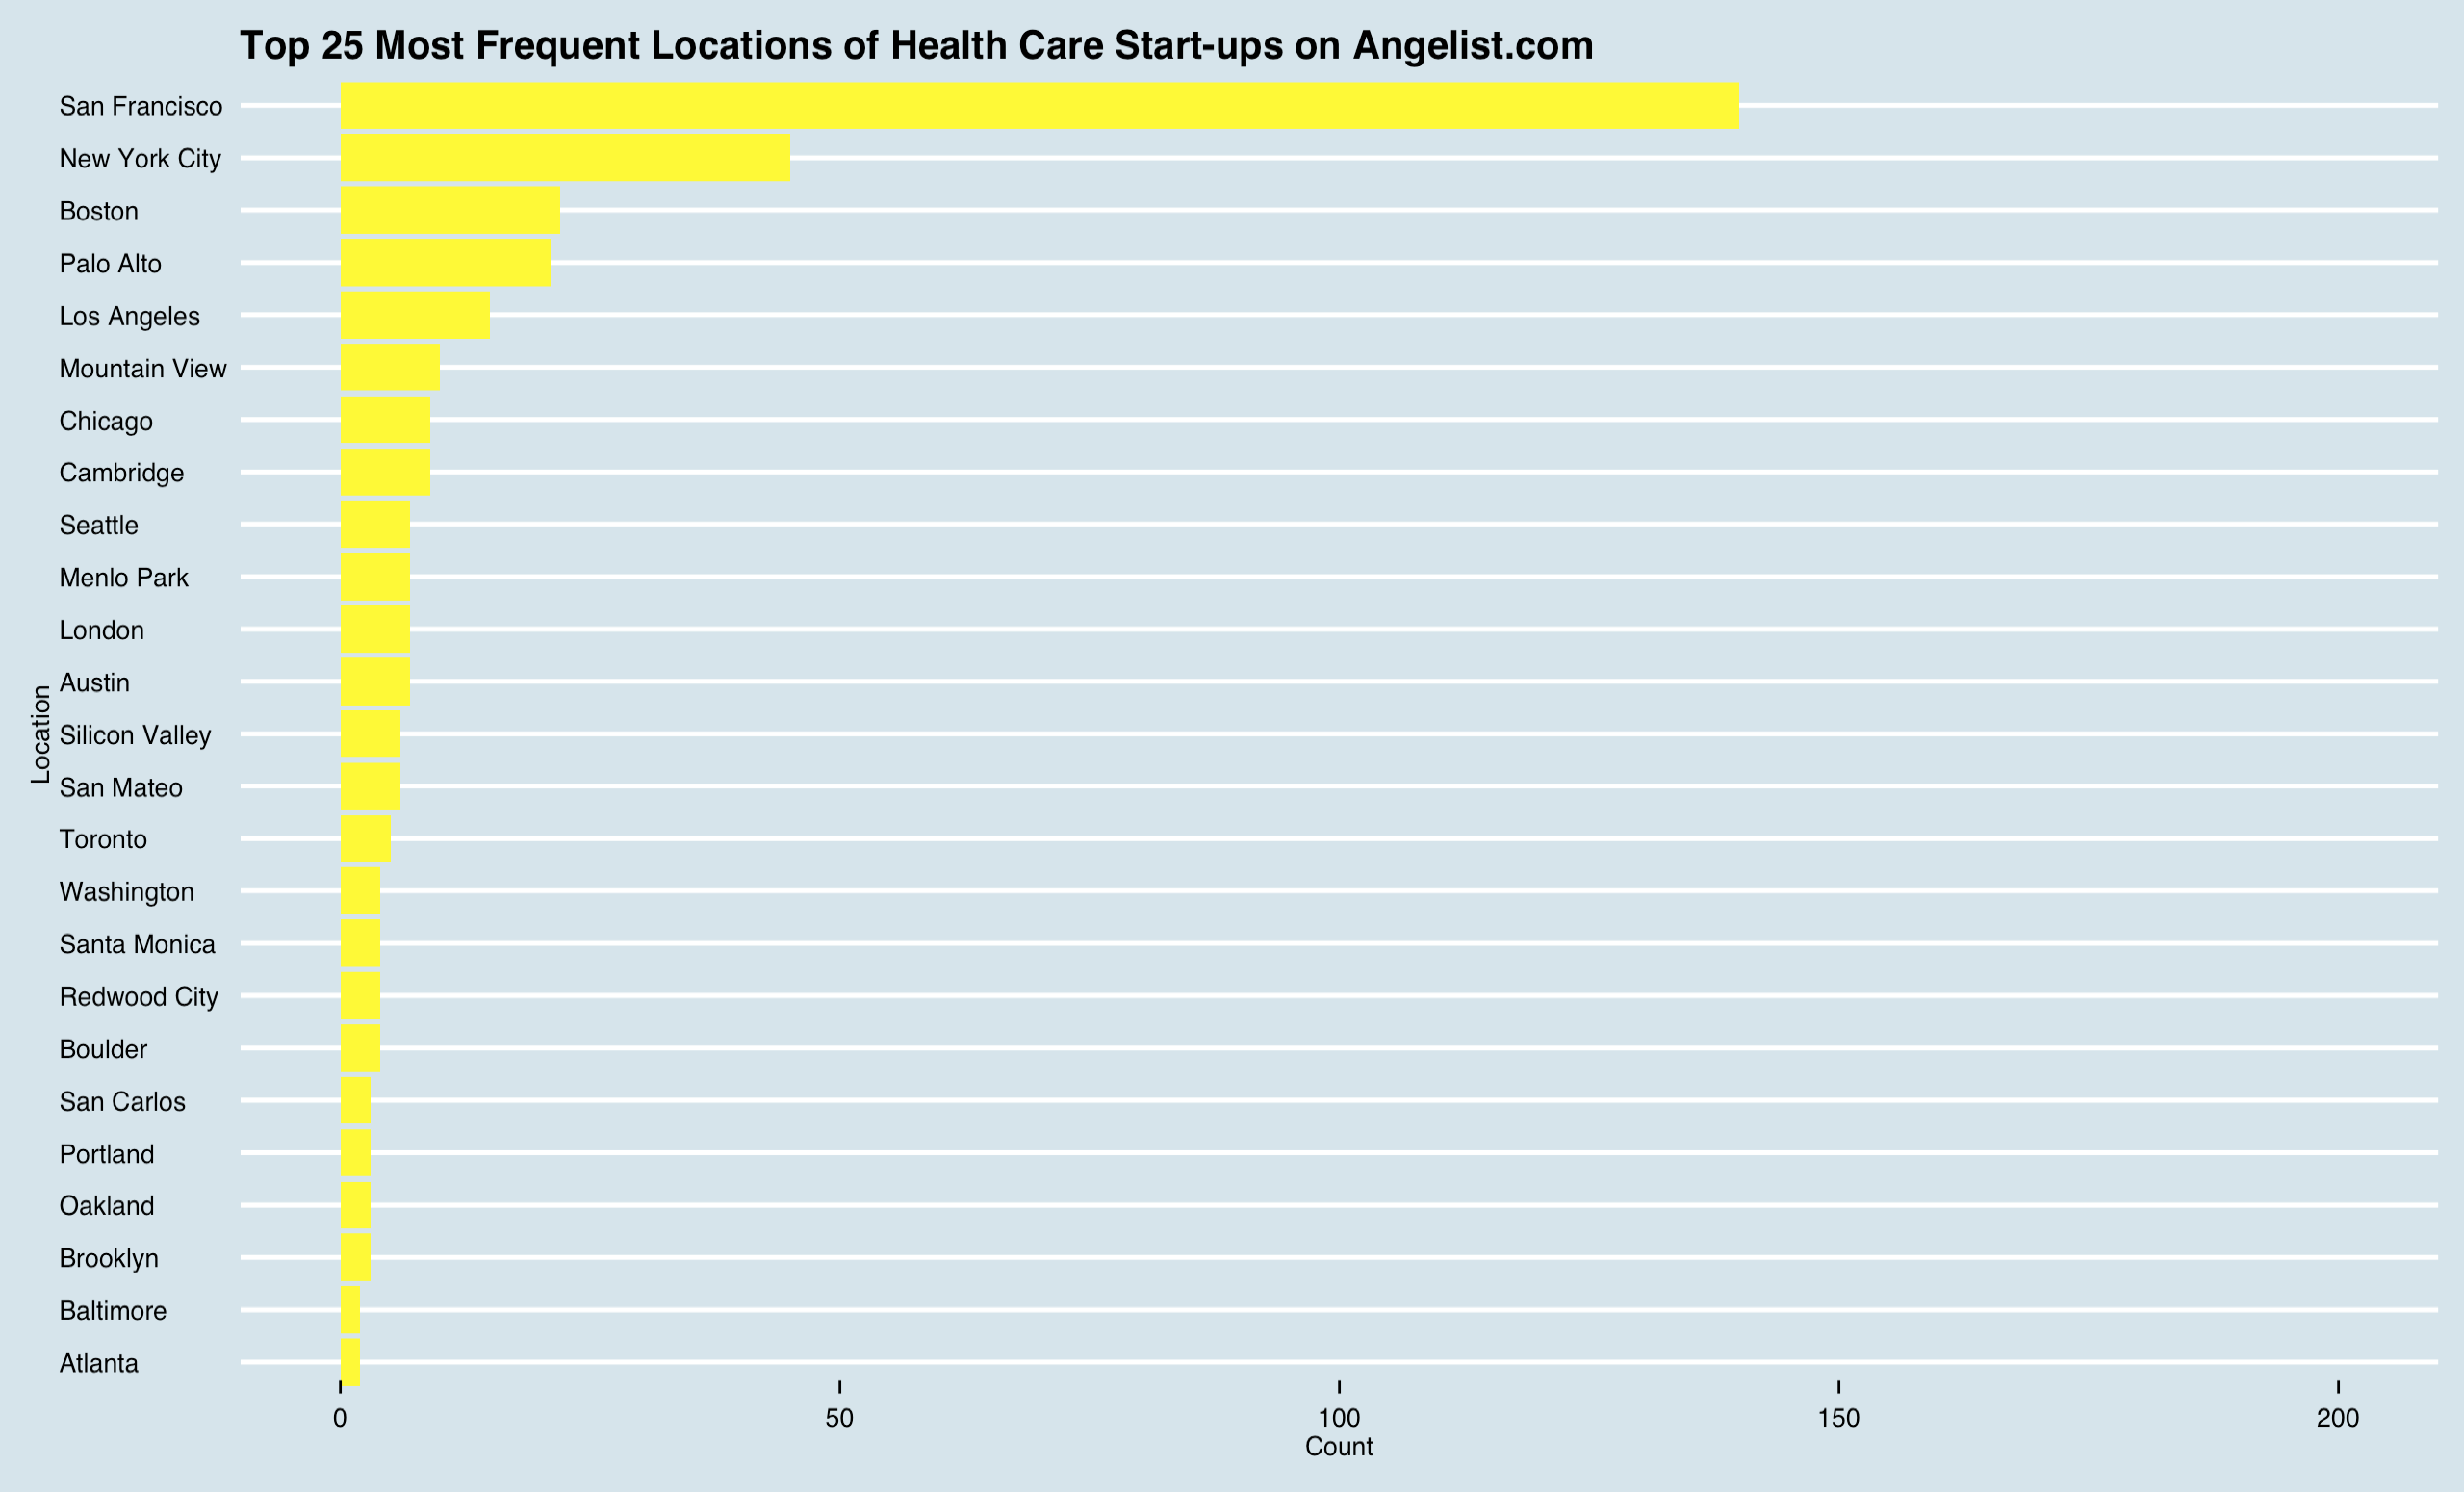 Top 25 Most Frequent Locations of Health Care Start-ups on Angelist.com
San Francisco
New York City
Boston
Palo Alto
Los Angeles
Mountain View
Chicago
Cambridge
Seattle
Menlo Park
London
Austin
Silicon Valley
San Mateo
Toronto
Washington
Santa Monica
Redwood City
Boulder
San Carlos
Portland
Oakland
Brooklyn
Baltimore
Atlanta
Location
0 50 100 150 200
Count